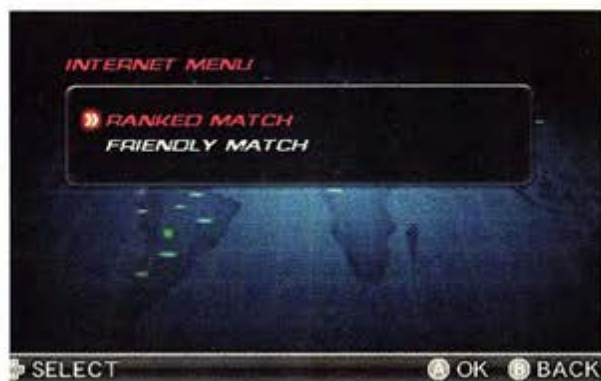 INTERNET MENU
RANKED MATCH
FRIENDLY MATCH
SELECT Ⓐ OK Ⓑ BACK